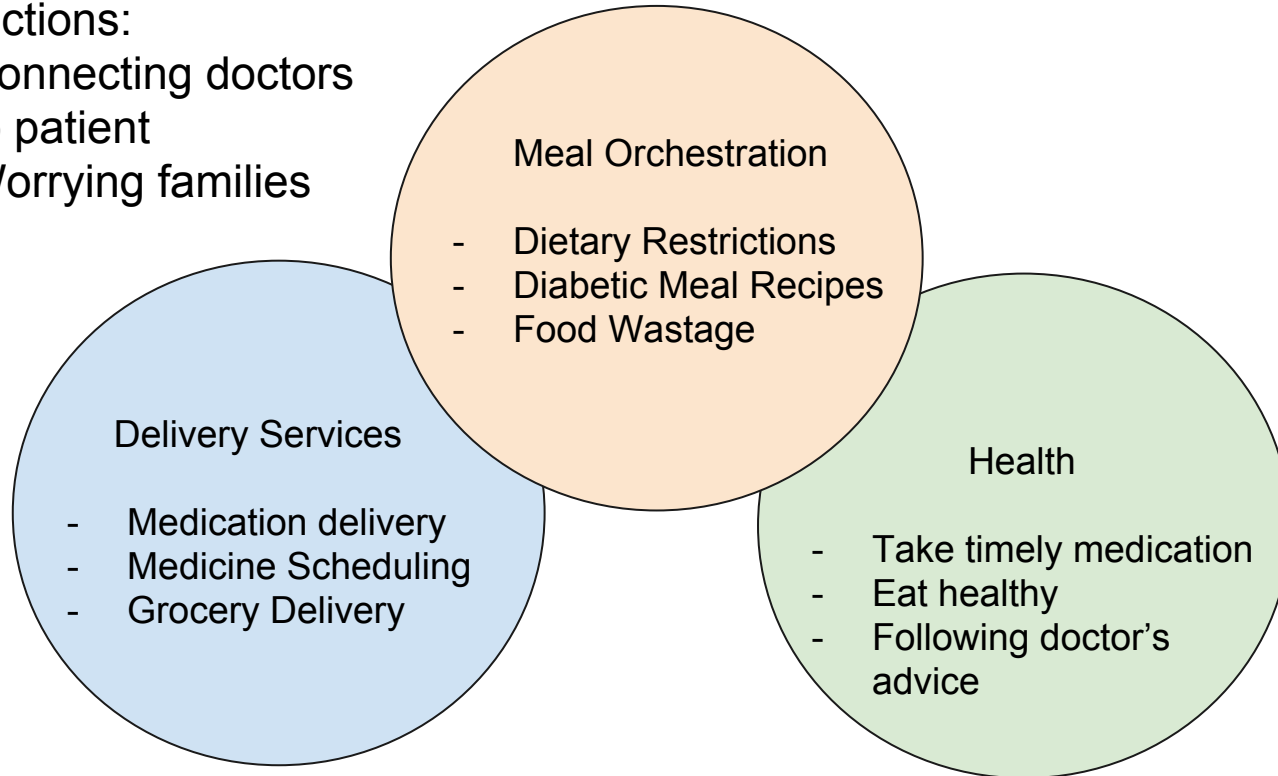 ctions:
onnecting doctors
patient
Vorrying families
Meal Orchestration
- Dietary Restrictions
- Diabetic Meal Recipes
- Food Wastage
Delivery Services
- Medication delivery
- Medicine Scheduling
- Grocery Delivery
Health
- Take timely medication
- Eat healthy
- Following doctor’s
advice